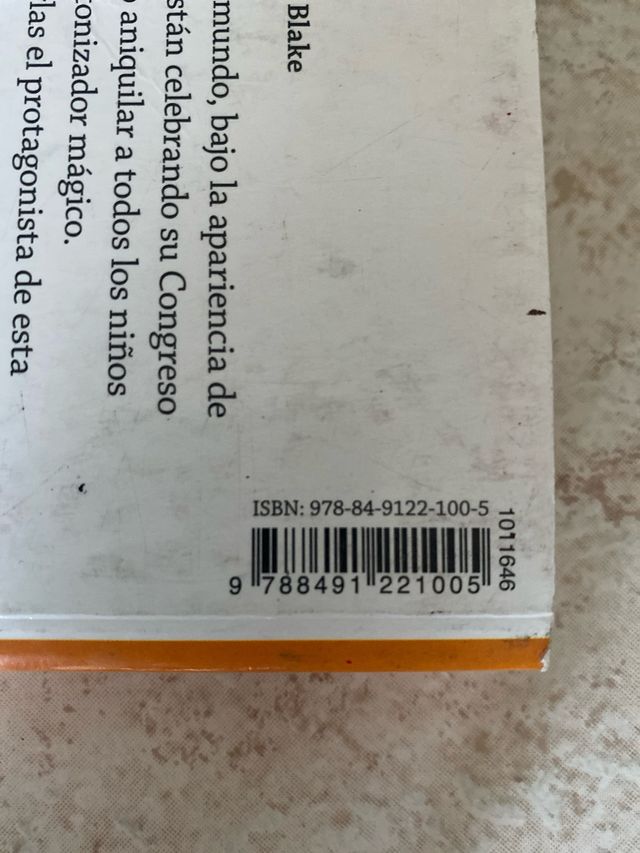 Blake
mundo, bajo la apariencia de
stán celebrando su Congreso
o aniquilar a todos los niños
onizador mágico.
las el protagonista de esta
ISBN: 978-84-9122-100-5
9 788491 221005
1011646